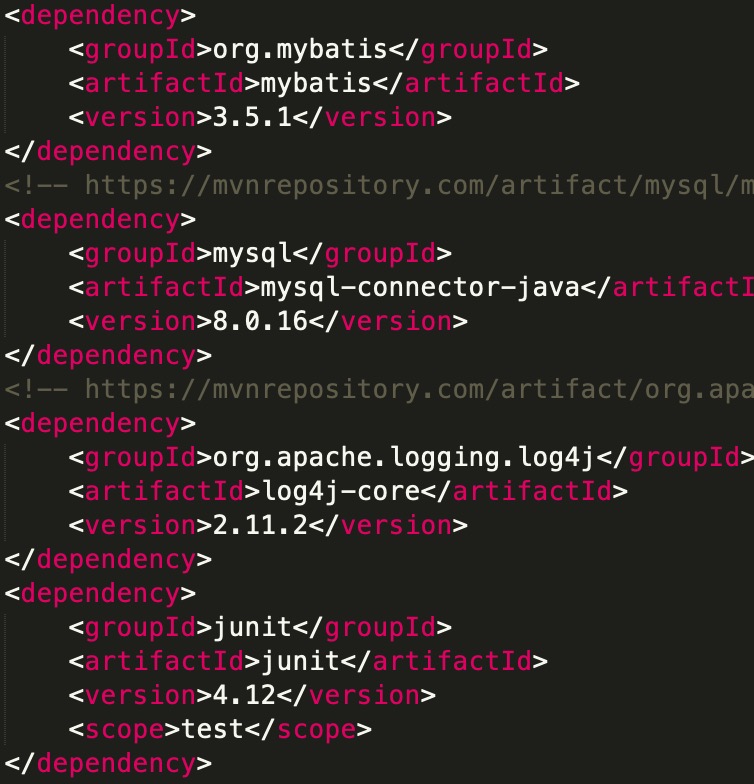 <dependency>
    <groupId>org.mybatis</groupId>
    <artifactId>mybatis</artifactId>
    <version>3.5.1</version>
</dependency>
<!-- https://mvnrepository.com/artifact/mysql/m
<dependency>
    <groupId>mysql</groupId>
    <artifactId>mysql-connector-java</artifactI
    <version>8.0.16</version>
</dependency>
<!-- https://mvnrepository.com/artifact/org.apa
<dependency>
    <groupId>org.apache.logging.log4j</groupId>
    <artifactId>log4j-core</artifactId>
    <version>2.11.2</version>
</dependency>
<dependency>
    <groupId>junit</groupId>
    <artifactId>junit</artifactId>
    <version>4.12</version>
    <scope>test</scope>
</dependency>